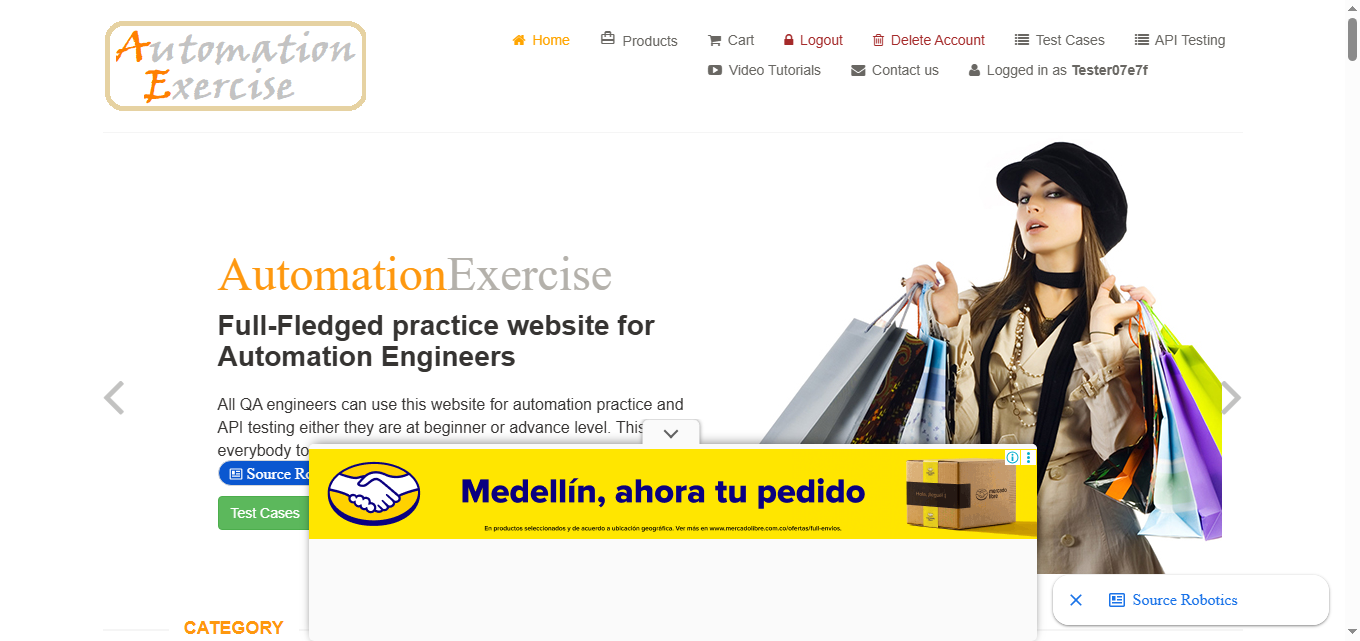 Automation
Exercise
Home
Products
Cart
Logout
Delete Account
Test Cases
API Testing
Video Tutorials
Contact us
Logged in as Tester07e7f
AutomationExercise
Full-Fledged practice website for
Automation Engineers
All QA engineers can use this website for automation practice and
API testing either they are at beginner or advance level. This
everybody to
Source Ro
Test Cases
Medellín, ahora tu pedido
En productos seleccionados y de acuerdo a ubicación geográfica. Ver más en www.mercadolibre.com.co/ofertas/full-envios.
mercado
libre
Source Robotics
CATEGORY